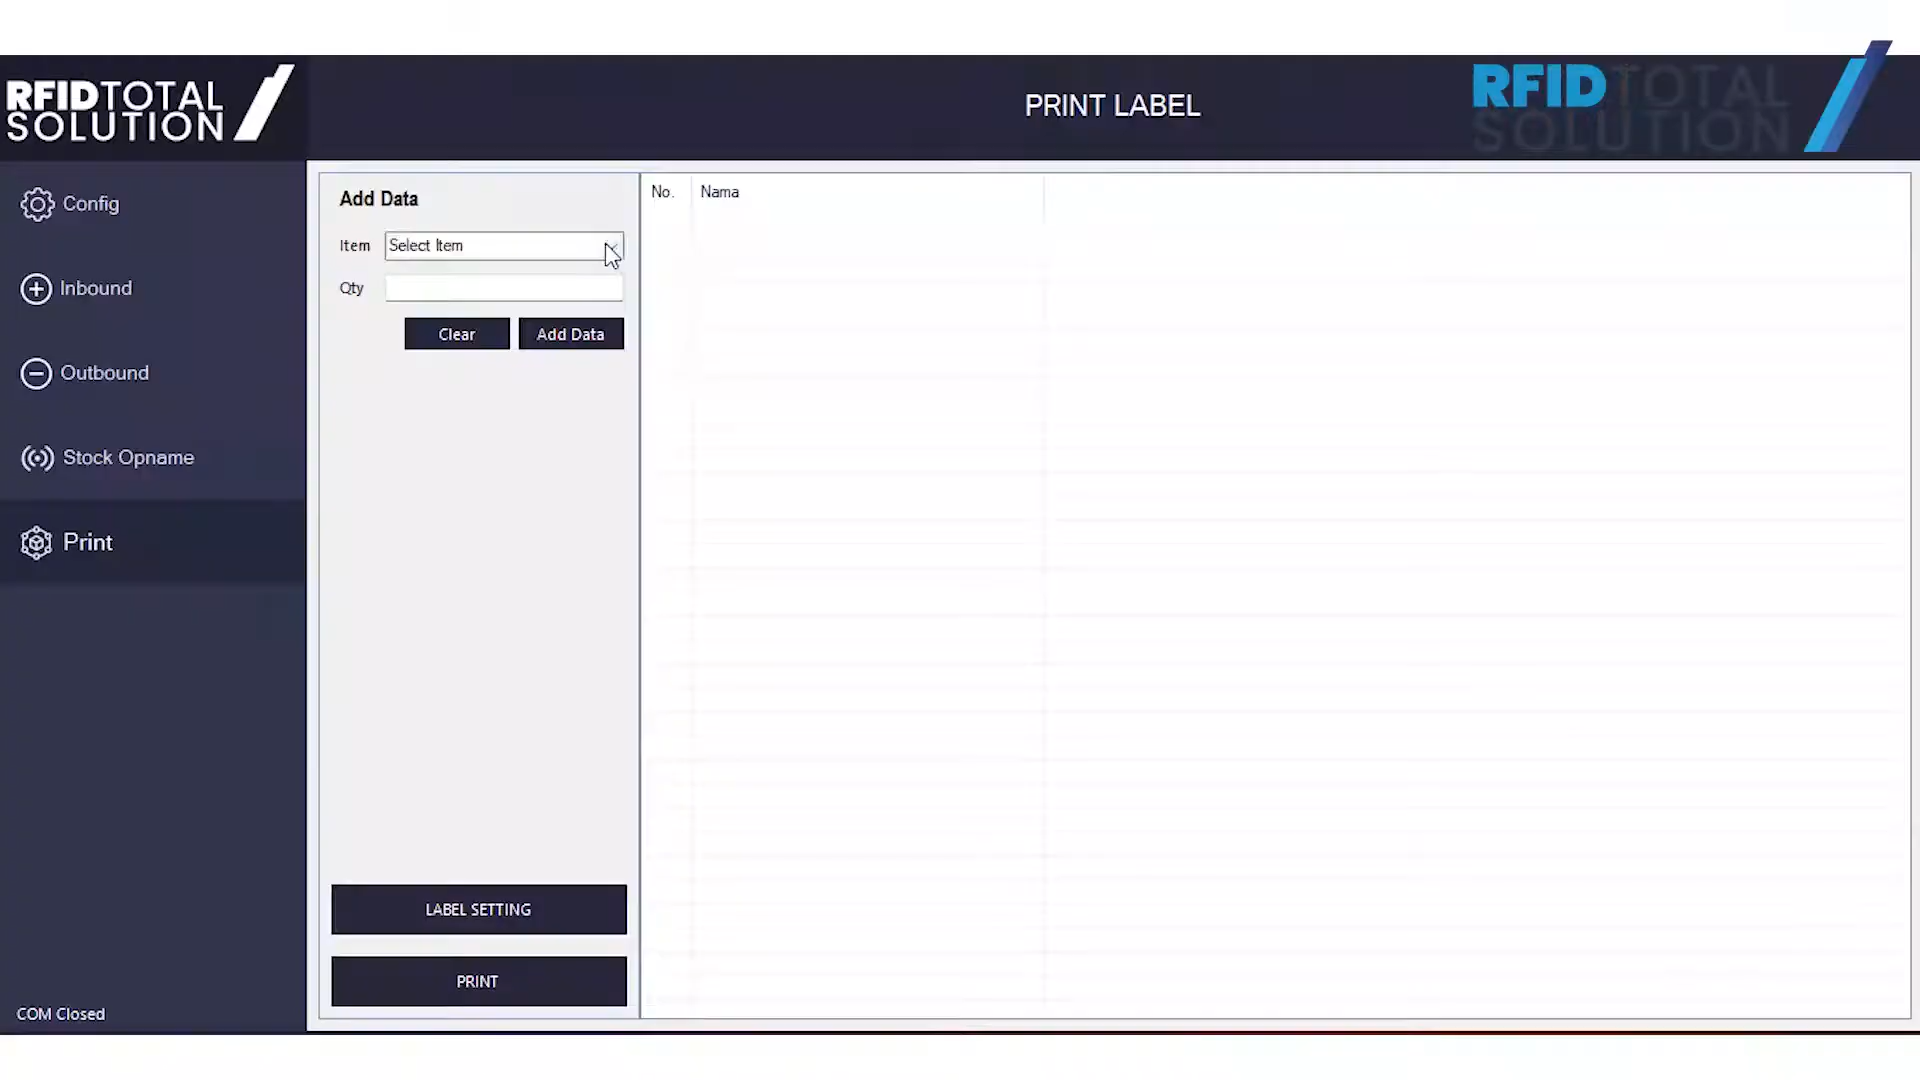 RFIDTOTAL
SOLUTION
PRINT LABEL
RFIDTOTAL
SOLUTION
Config
Inbound
Outbound
Stock Opname
Print
COM Closed
Add Data
Item Select Item
Qty
Clear Add Data
LABEL SETTING
PRINT
No. Nama